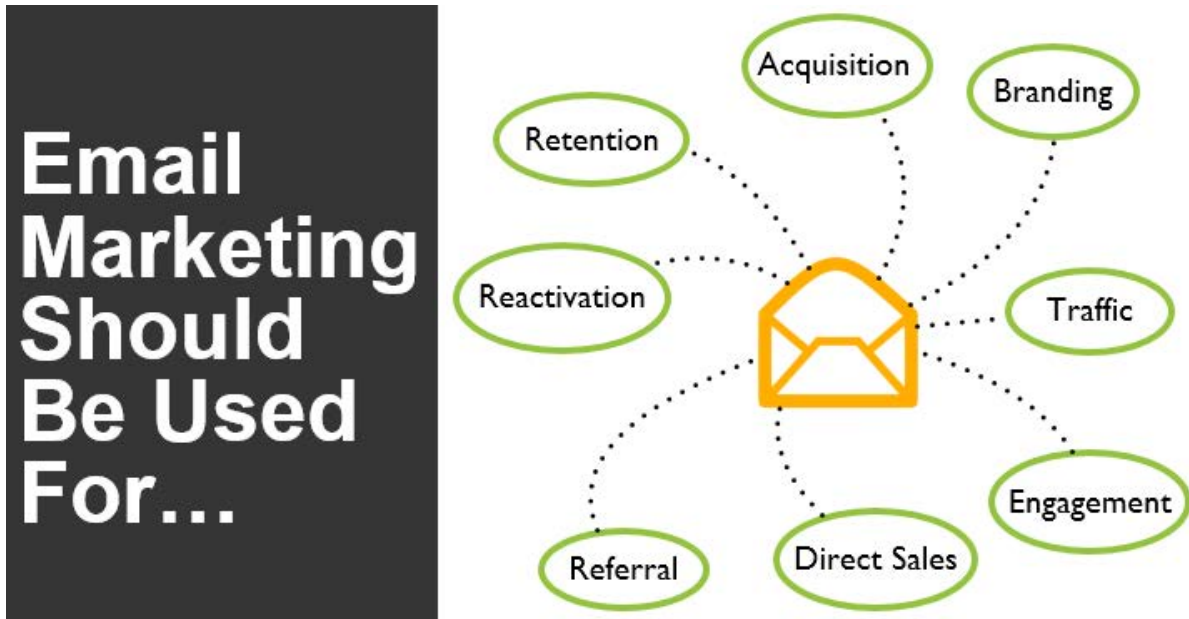 Email
Marketing
Should
Be Used
For...
Acquisition
Branding
Retention
Reactivation
Traffic
Engagement
Direct Sales
Referral